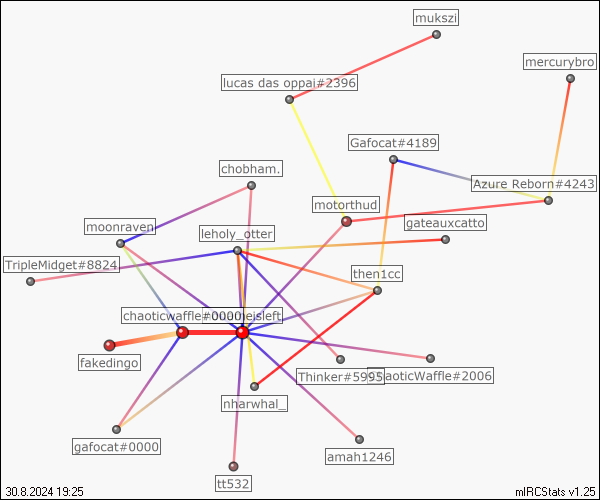 mukszi
mercurybro
lucas das oppai#2396
Gafocat#4189
chobham.
Azure Reborn#4243
motorthud
gateauxcatto
moonraven
leholy_otter
TripleMidget#8824
then1cc
chaoticwaffle#0000
eisleft
fakedingo
Thinker#5995
ChaoticWaffle#2006
nharwhal_
gafocat#0000
amah1246
tt532
30.8.2024 19:25
mIRCStats v1.25